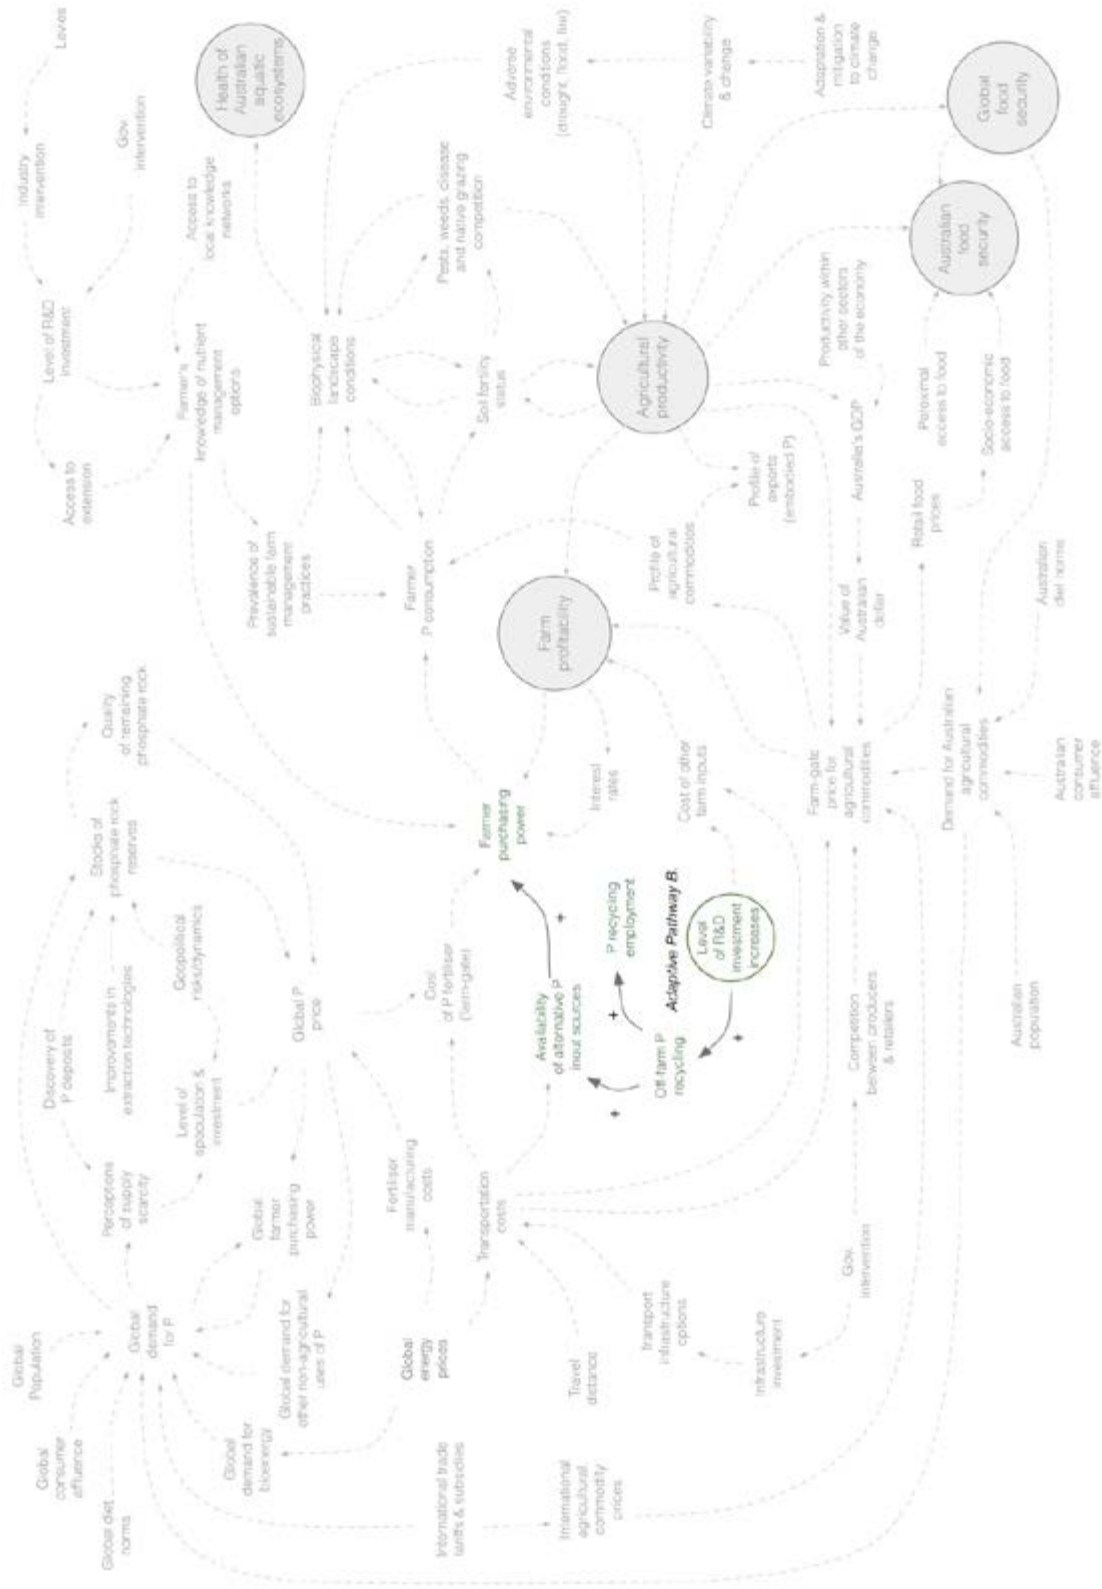 Levies
Industry
intervention
Gov.
intervention
Level of R&D
investment
Access to
extension
Access to
local knowledge
networks
Farmer's
knowledge of nutrient
management
options
Health of
Australian
aquatic
ecosystems
Prevalence of
sustainable farm
management
practices
Biophysical
landscape
conditions
Adverse
environmental
conditions
(drought, flood, fire)
Pests, weeds, disease
and native grazing
competition
Soil fertility
status
Farmer
P consumption
Climate variability
& change
Adaptation &
mitigation
to climate
change
Agricultural
productivity
Farm
profitability
Global
food
security
Australian
food
security
Productivity within
other sectors
of the economy
Australia's GDP
Profile of
exports
(embodied P)
Profile of
agricultural
commodities
Value of
Australian
dollar
Proximal
access to food
Socio-economic
access to food
Retail food
prices
Australian
diet norms
Demand for Australian
agricultural
commodities
Australian
consumer
affluence
Australian
population
Farm-gate
price for
agricultural
commodities
Cost of other
farm inputs
Interest
rates
Farmer
purchasing
power
P recycling
employment
Adaptive Pathway B.
Level
of R&D
investment
increases
Off-farm P
recycling
Availability
of alternative P
input sources
+
+
+
+
Cost
of P fertiliser
(farm-gate)
Competition
between producers
& retailers
Gov.
intervention
Infrastructure
investment
Transport
infrastructure
options
Travel
distance
Transportation
costs
Fertiliser
manufacturing
costs
Global
energy
prices
Global P
price
Quality
of remaining
phosphate rock
Stocks of
phosphate rock
reserves
Geopolitical
risks/dynamics
Improvements in
extraction technologies
Discovery of
P deposits
Level of
speculation &
investment
Perceptions
of supply
scarcity
Global
farmer
purchasing
power
Global
demand
for P
Global
Population
Global
consumer
affluence
Global diet
norms
Global demand for
other non-agricultural
uses of P
Global
demand for
bioenergy
International trade
tariffs & subsidies
International
agricultural
commodity
prices